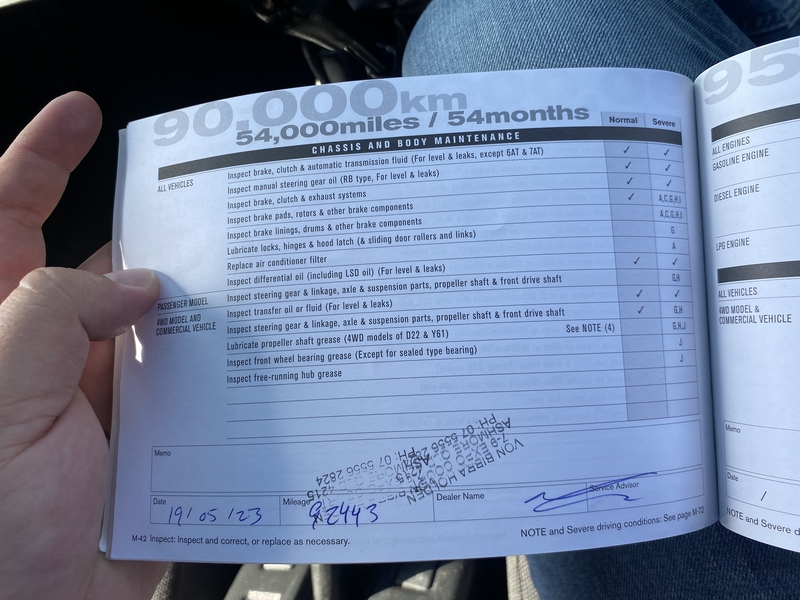 90,000km
54,000miles / 54months
Normal Severe
CHASSIS AND BODY MAINTENANCE
ALL VEHICLES
Inspect brake, clutch & automatic transmission fluid (For level & leaks, except 6AT & 7AT) ✓ ✓
Inspect manual steering gear oil (RB type, For level & leaks) ✓ ✓
Inspect brake, clutch & exhaust systems ✓ ✓
Inspect brake pads, rotors & other brake components ✓ A,C,G,H,I
Inspect brake linings, drums & other brake components A,C,G,H,I
Lubricate locks, hinges & hood latch (& sliding door rollers and links) G
Replace air conditioner filter A
Inspect differential oil (including LSD oil) (For level & leaks) ✓ ✓
PASSENGER MODEL
Inspect steering gear & linkage, axle & suspension parts, propeller shaft & front drive shaft G,H
4WD MODEL AND
COMMERCIAL VEHICLE
Inspect transfer oil or fluid (For level & leaks) ✓ ✓
Inspect steering gear & linkage, axle & suspension parts, propeller shaft & front drive shaft ✓ G,H
Lubricate propeller shaft grease (4WD models of D22 & Y61) See NOTE (4) G,H,J
Inspect front wheel bearing grease (Except for sealed type bearing) J
Inspect free-running hub grease J
Memo
VON BIBRA HOLDEN
ASHMORE
PH: 07 5556 2824
4215
Date 19/05/23
Mileage 92443
Dealer Name
Service Advisor
M-42 Inspect: Inspect and correct, or replace as necessary.
NOTE and Severe driving conditions: See page M-72
95
ALL ENGINES
GASOLINE ENGINE
DIESEL ENGINE
LPG ENGINE
ALL VEHICLES
4WD MODEL &
COMMERCIAL VEHICLE
Memo
Date
/
NOTE and Severe d